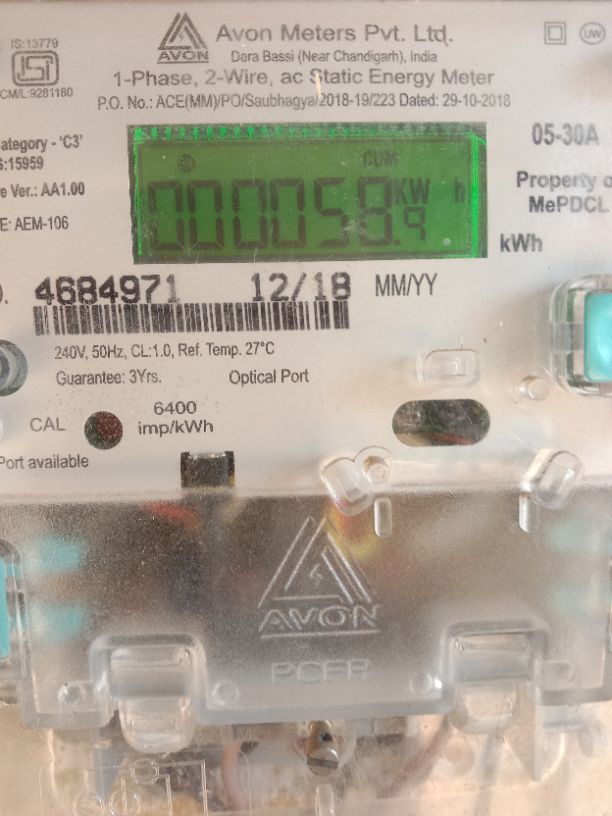 IS:13779
ISI
CM/L:9281180
AVON
Avon Meters Pvt. Ltd.
Dera Bassi (Near Chandigarh), India
1-Phase, 2-Wire, ac Static Energy Meter
P.O. No.: ACE(MM)/PO/Saubhagya/2018-19/223 Dated: 29-10-2018
UW
ategory - 'C3'
S:15959
e Ver.: AA1.00
E: AEM-106
CUM
000058.9 KW h
05-30A
Property o
MePDCL
kWh
4684971 12/18 MM/YY
240V, 50Hz, CL:1.0, Ref. Temp. 27°C
Guarantee: 3Yrs. Optical Port
CAL
6400
imp/kWh
Port available
AVON